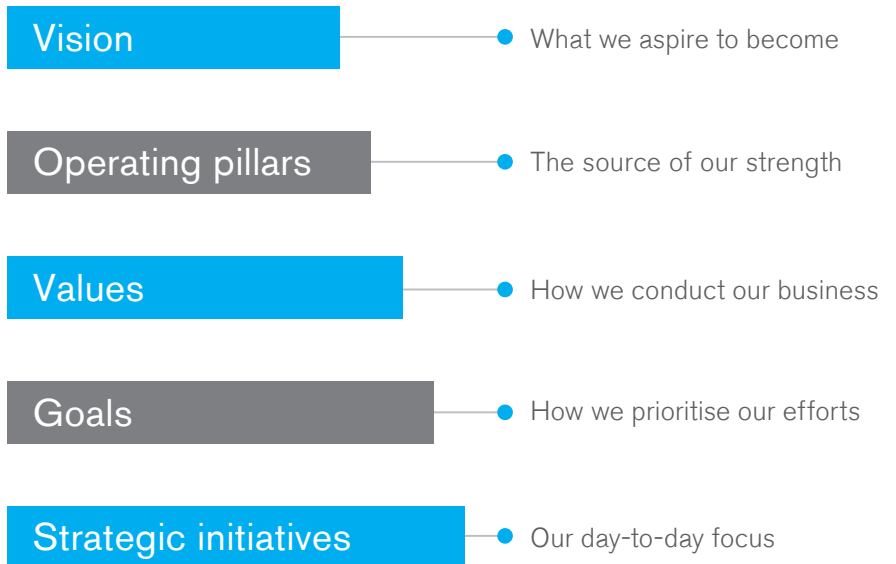 Vision
What we aspire to become
Operating pillars
The source of our strength
Values
How we conduct our business
Goals
How we prioritise our efforts
Strategic initiatives
Our day-to-day focus